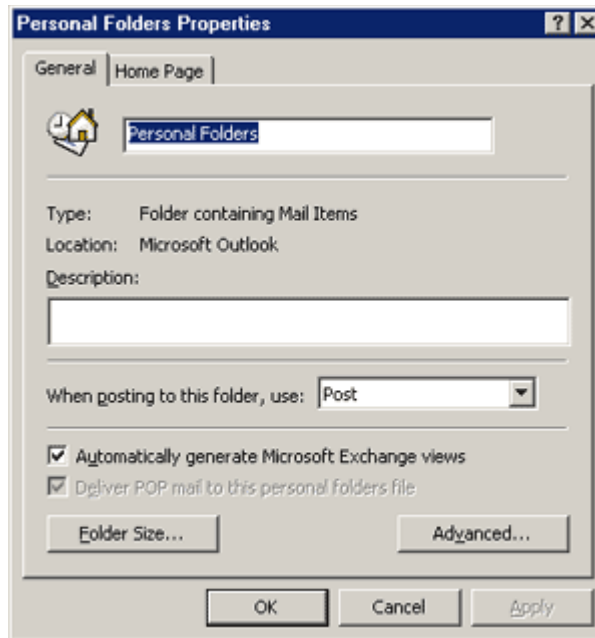 Personal Folders Properties
General
Home Page
Personal Folders
Type: Folder containing Mail Items
Location: Microsoft Outlook
Description:
When posting to this folder, use: Post
Automatically generate Microsoft Exchange views
Deliver POP mail to this personal folders file
Folder Size...
Advanced...
OK
Cancel
Apply